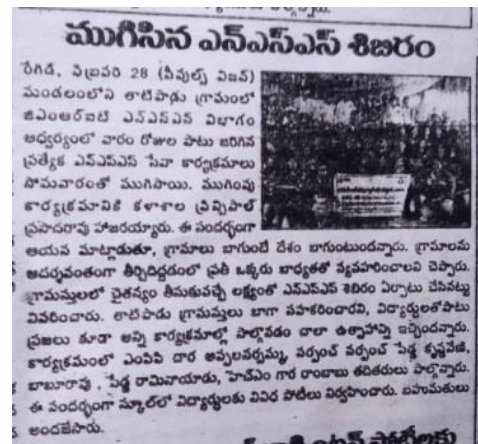 ముగిసిన ఎన్ఎస్ఎస్ శిబిరం
రేగిడి, ఫిబ్రవరి 28 (పీపుల్స్ విజన్)
మండలంలోని తాటిపాడు గ్రామంలో
జిఎంఆర్ఐటి ఎన్ఎస్ఎస్ విభాగం
ఆధ్వర్యంలో వారం రోజుల పాటు జరిగిన
ప్రత్యేక ఎన్ఎస్ఎస్ సేవా కార్యక్రమాలు
సోమవారంతో ముగిసాయి. ముగింపు
కార్యక్రమానికి కళాశాల ప్రిన్సిపాల్
ప్రసాదరావు హాజరయ్యారు. ఈ సందర్భంగా
ఆయన మాట్లాడుతూ, గ్రామాలు బాగుంటే దేశం బాగుంటుందన్నారు. గ్రామాలను
ఆదర్శవంతంగా తీర్చిదిద్దడంలో ప్రతీ ఒక్కరు బాధ్యతతో వ్యవహరించాలని చెప్పారు.
గ్రామస్తులలో చైతన్యం తీసుకువచ్చే లక్ష్యంతో ఎన్ఎస్ఎస్ శిబిరం ఏర్పాటు చేసినట్టు
వివరించారు. తాటిపాడు గ్రామస్తులు బాగా సహకరించారని, విద్యార్థులతోపాటు
ప్రజలు కూడా అన్ని కార్యక్రమాల్లో పాల్గొనడం చాలా ఉత్సాహాన్ని ఇచ్చిందన్నారు.
కార్యక్రమంలో ఎంపిపి దార అప్పలనర్సమ్మ, సర్పంచ్ సర్పంచ్ పేడ్ల కృష్ణవేణి,
బాబూరావు , పేడ్ల రామినాయుడు, హెచ్ఎం గార రాంబాబు తదితరులు పాల్గొన్నారు.
ఈ సందర్భంగా స్కూల్‌లో విద్యార్థులకు వివిధ పోటీలు నిర్వహించారు. బహుమతులు
అందజేసారు.